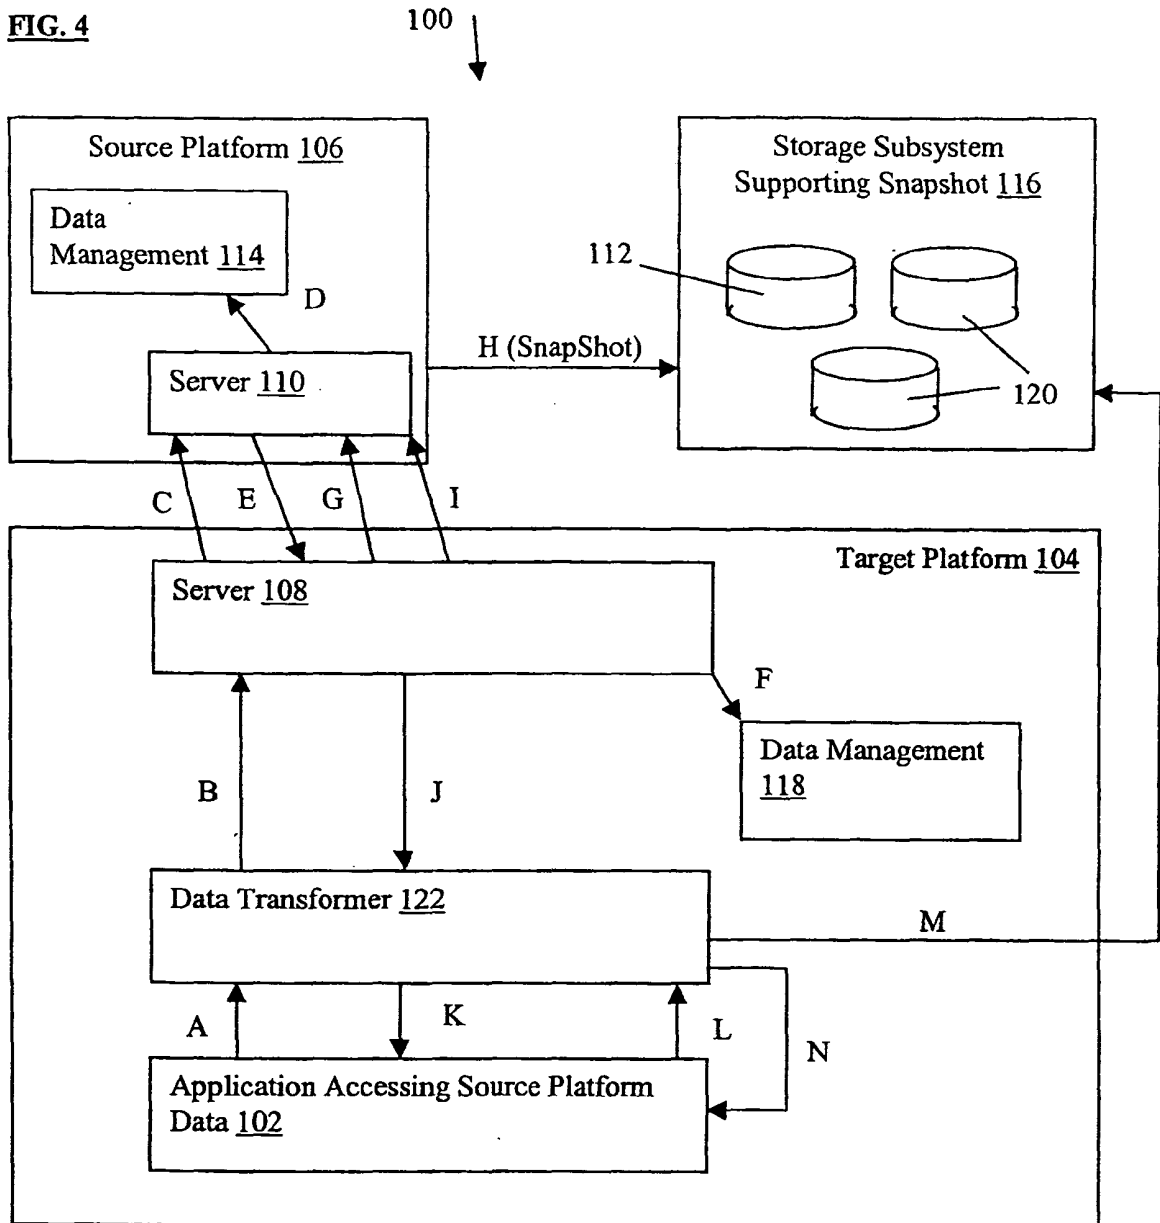 FIG. 4
100
Source Platform 106
Data
Management 114
D
Server 110
H (SnapShot)
Storage Subsystem
Supporting Snapshot 116
112
120
C
E
G
I
Target Platform 104
Server 108
F
Data Management
118
B
J
Data Transformer 122
M
A
K
L
N
Application Accessing Source Platform
Data 102